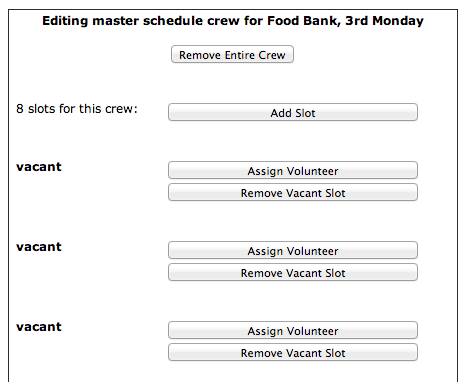 Editing master schedule crew for Food Bank, 3rd Monday
Remove Entire Crew
8 slots for this crew:
Add Slot
vacant
Assign Volunteer
Remove Vacant Slot
vacant
Assign Volunteer
Remove Vacant Slot
vacant
Assign Volunteer
Remove Vacant Slot